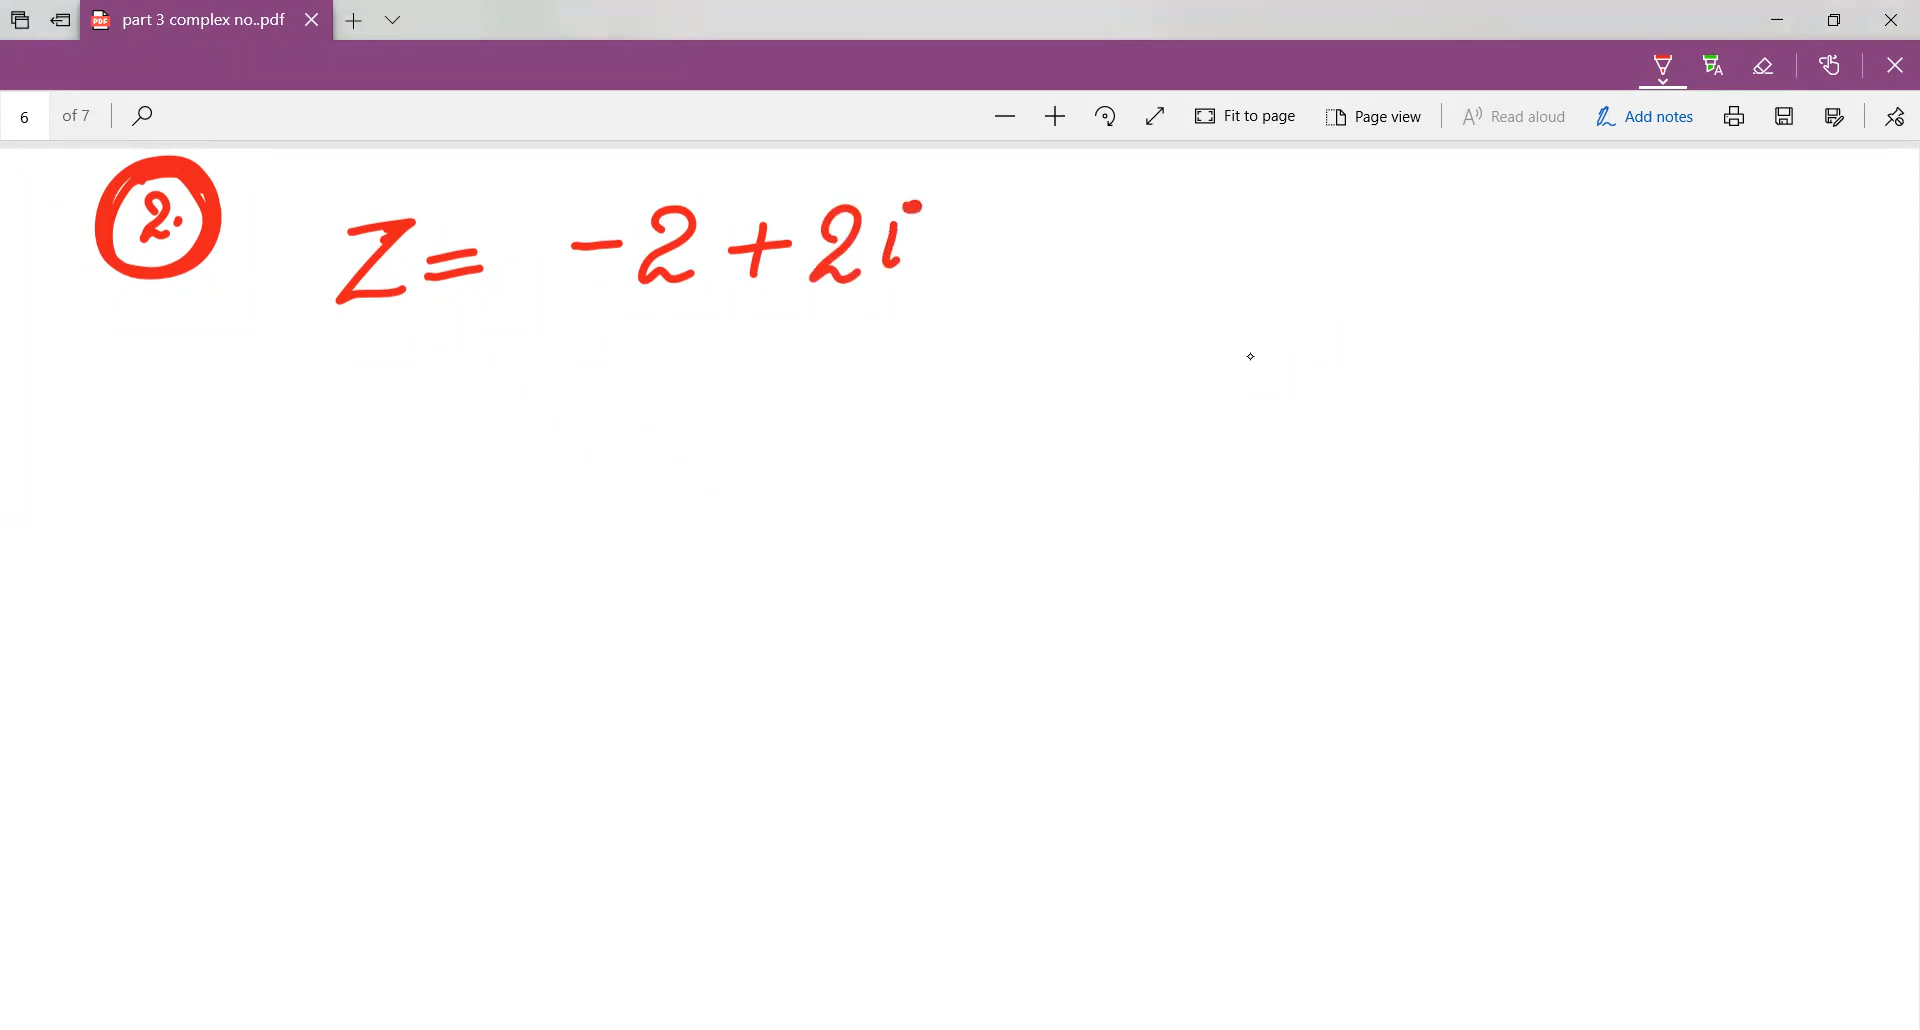 part 3 complex no..pdf
6 of 7 Fit to page Page view Read aloud Add notes
2. Z= -2+2i